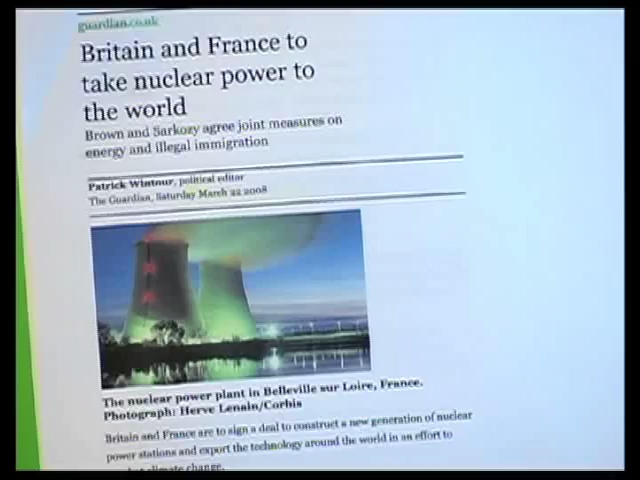 guardian.co.uk
Britain and France to
take nuclear power to
the world
Brown and Sarkozy agree joint measures on
energy and illegal immigration
Patrick Wintour, political editor
The Guardian, Saturday March 22 2008
The nuclear power plant in Belleville sur Loire, France.
Photograph: Herve Lenain/Corbis
Britain and France are to sign a deal to construct a new generation of nuclear
power stations and export the technology around the world in an effort to
climate change.